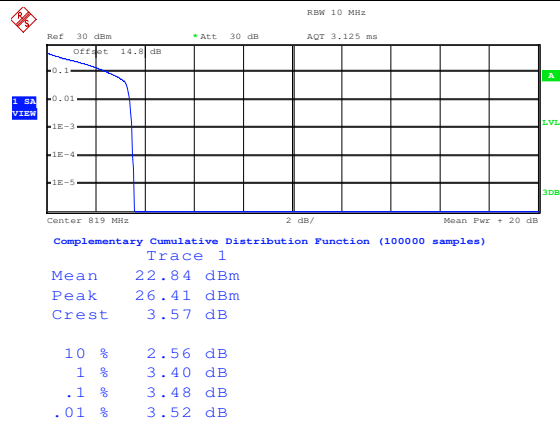 R S
RBW 10 MHz
Ref 30 dBm * Att 30 dB AQT 3.125 ms
Offset 14.8 dB
0.1
A
0.01
1 SA
VIEW
1E-3
LVL
1E-4
1E-5
3DB
Center 819 MHz 2 dB/ Mean Pwr + 20 dB
Complementary Cumulative Distribution Function (100000 samples)
Trace 1
Mean 22.84 dBm
Peak 26.41 dBm
Crest 3.57 dB
10 % 2.56 dB
1 % 3.40 dB
.1 % 3.48 dB
.01 % 3.52 dB